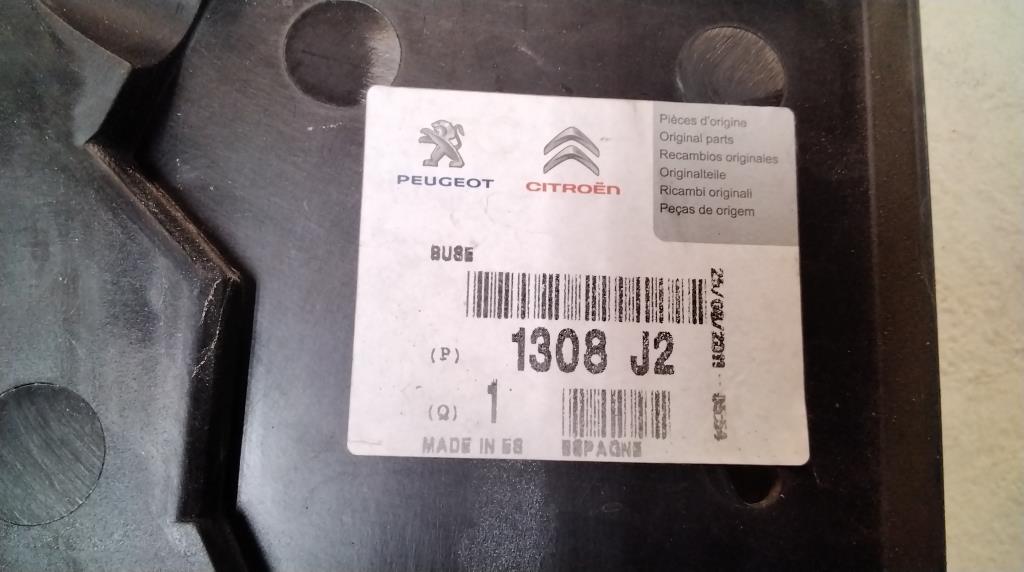 PEUGEOT
CITROËN
Pièces d'origine
Original parts
Recambios originales
Originalteile
Ricambi originali
Peças de origem
BUSE
(P) 1308 J2
(Q) 1
MADE IN ES ESPAGNE